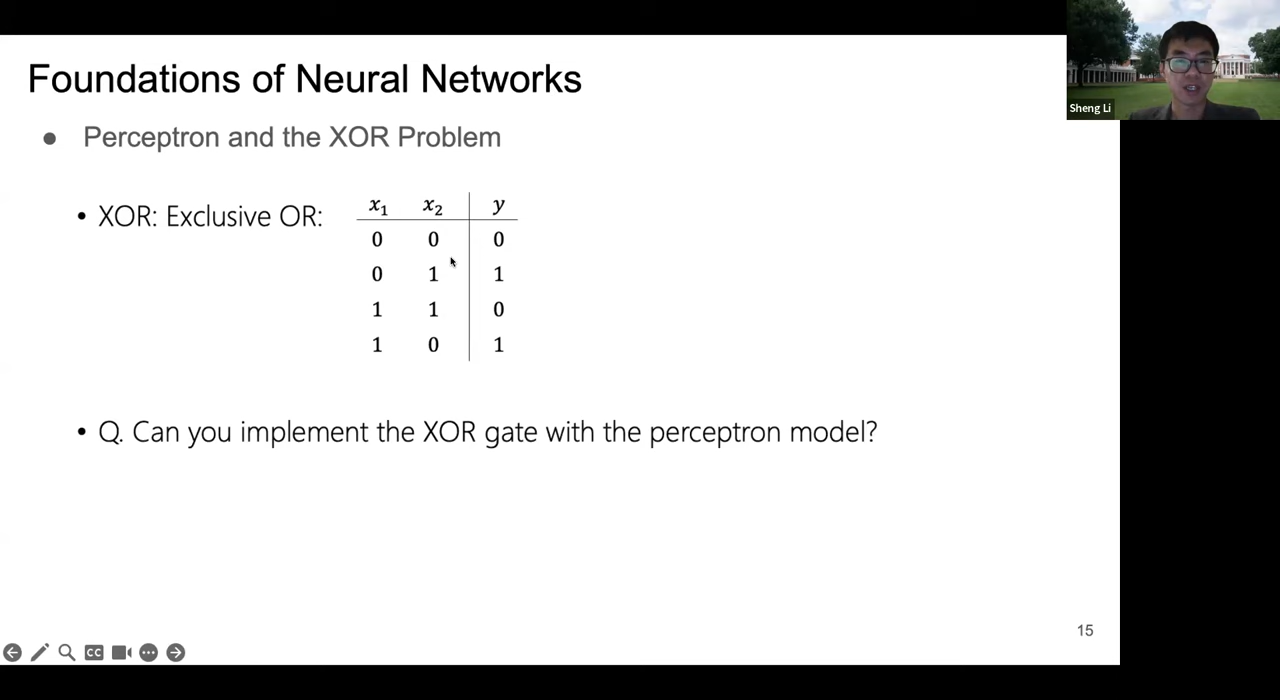 Foundations of Neural Networks
Sheng Li
● Perceptron and the XOR Problem
• XOR: Exclusive OR:
x₁ x₂ y
0 0 0
0 1 1
1 1 0
1 0 1
• Q. Can you implement the XOR gate with the perceptron model?
15
CC